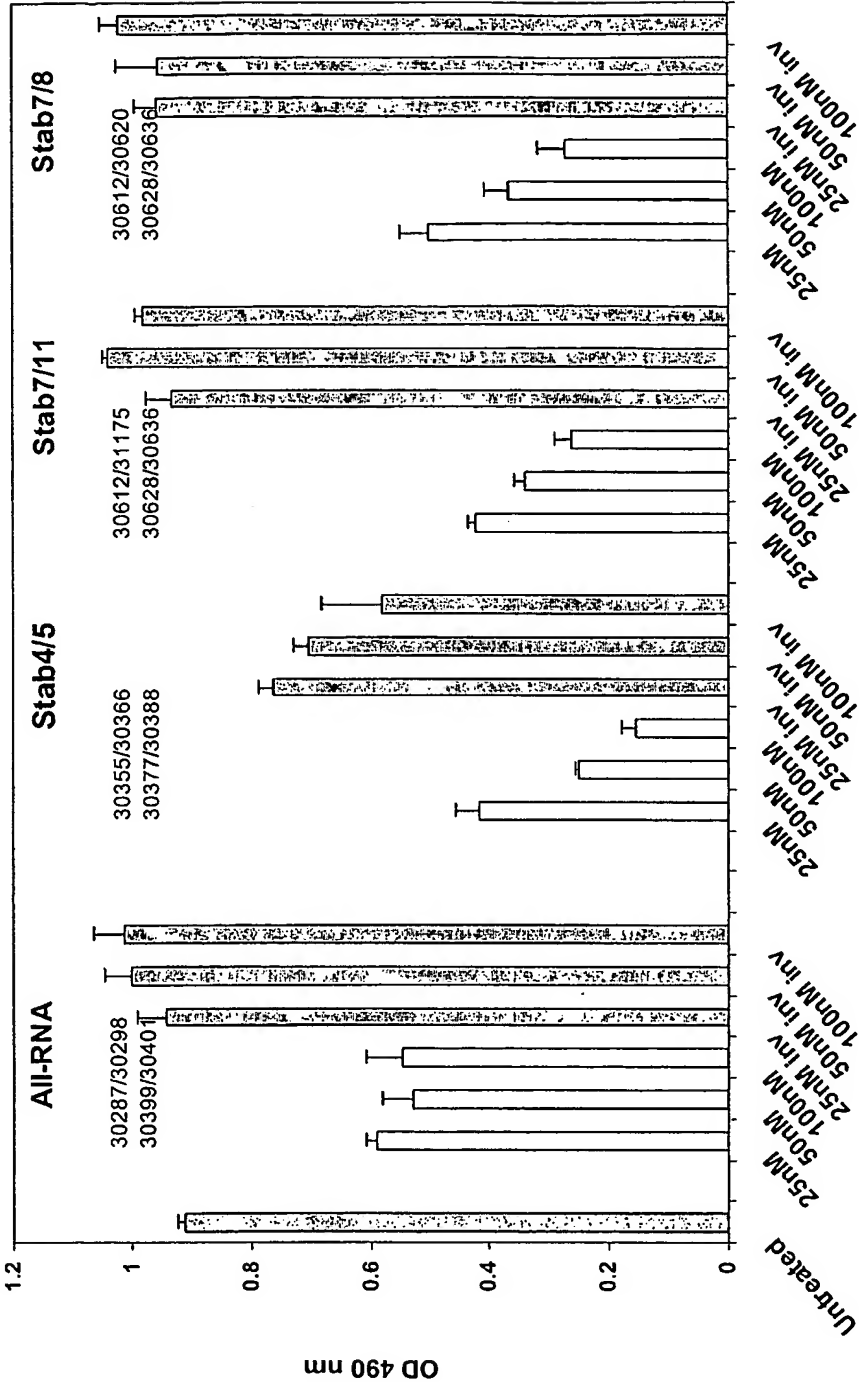 All-RNA
Stab4/5
Stab7/11
Stab7/8
30287/30298
30399/30401
30355/30366
30377/30388
30612/31175
30628/30636
30612/30620
30628/30636
OD 490 nm
1.2
1
0.8
0.6
0.4
0.2
0
Untreated
25nM
50nM
100nM
25nM inv
50nM inv
100nM inv
25nM
50nM
100nM
25nM inv
50nM inv
100nM inv
25nM
50nM
100nM
25nM inv
50nM inv
100nM inv
25nM
50nM
100nM
25nM inv
50nM inv
100nM inv